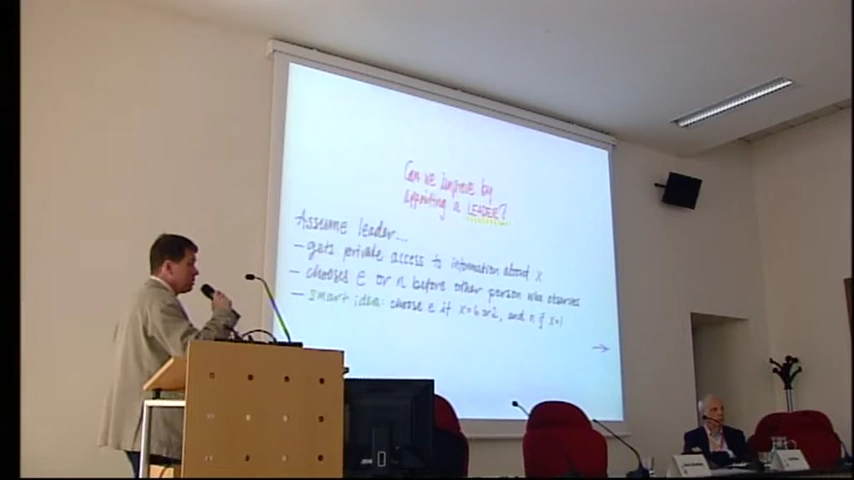 Can we improve by
appointing a LEADER?
Assume leader...
- gets private access to information about x
- chooses e or n before other person who observes
- smart idea: choose e if x=6 or 2, and n if x=1